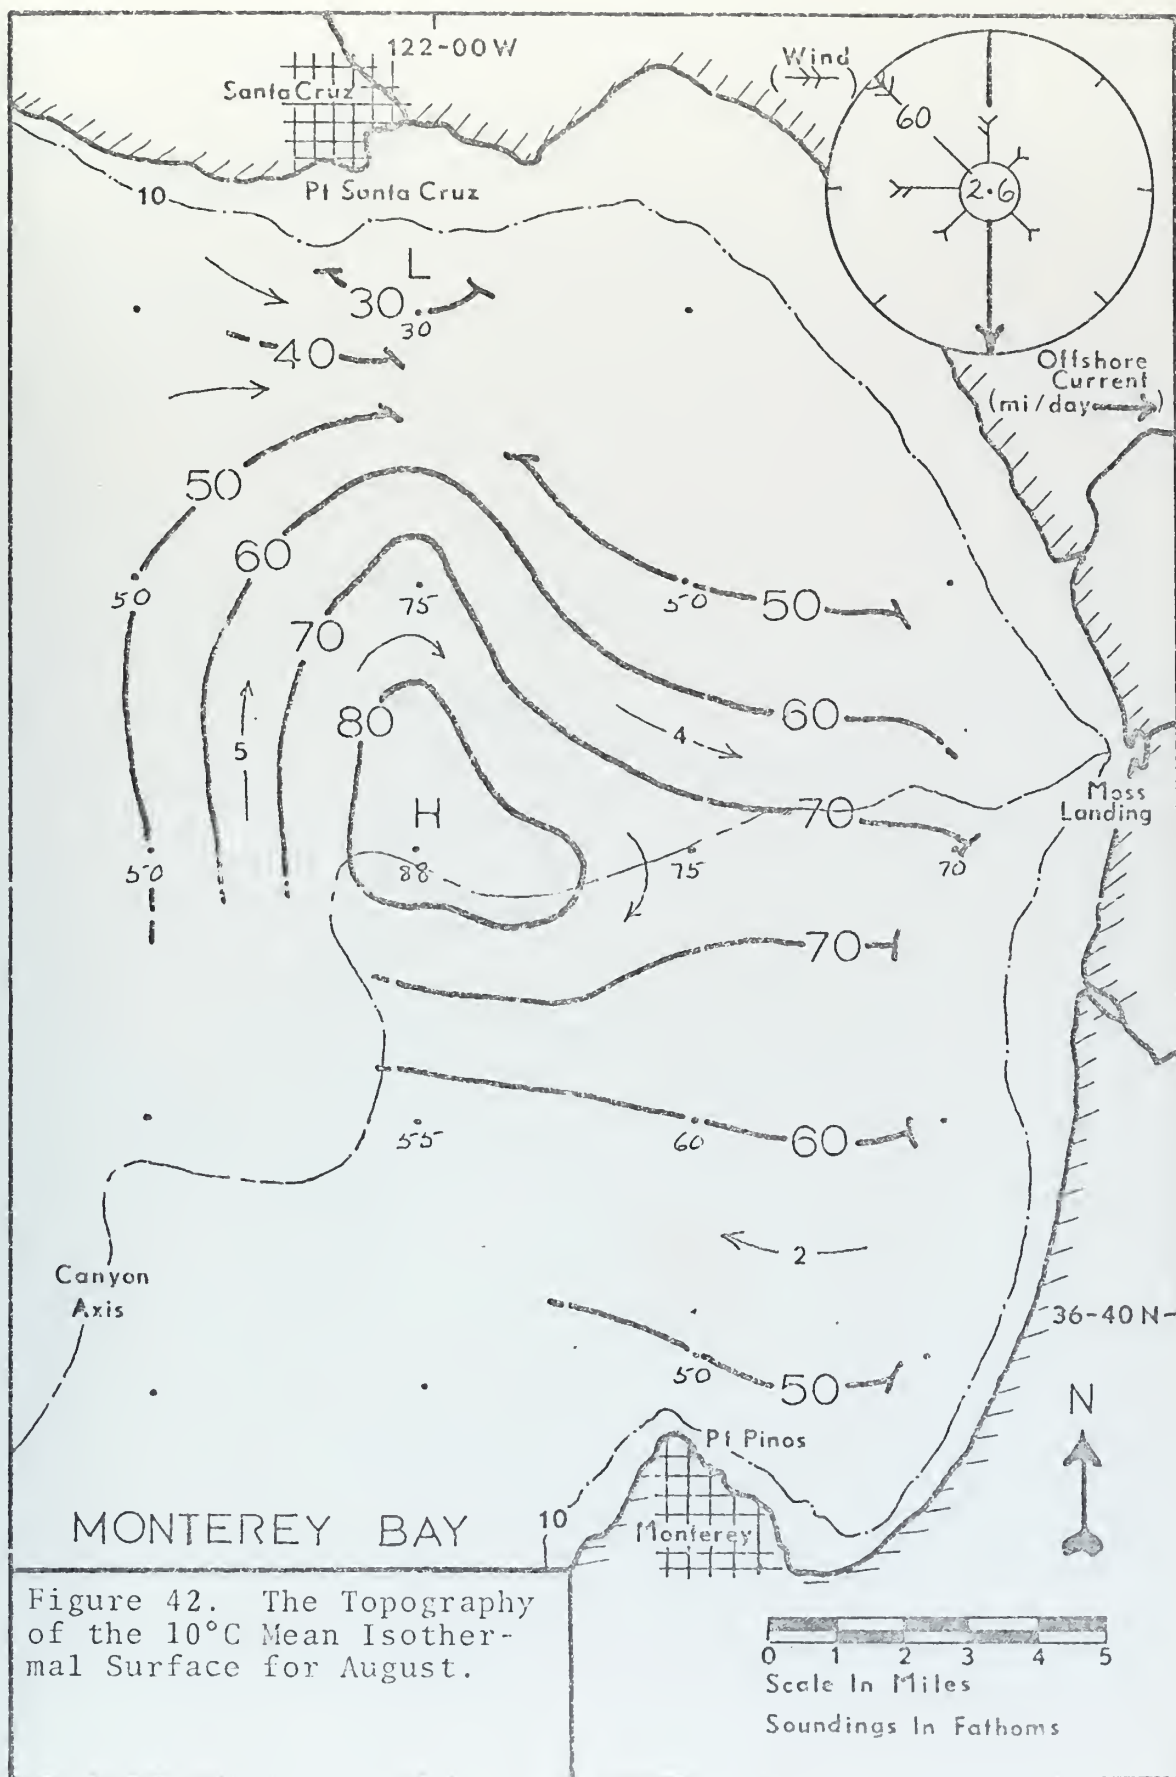 122-00W
Santa Cruz
Wind
60
2.6
Pt Santa Cruz
10
L
30
30
40
Offshore
Current
(mi/day )
50
60
50
75
50
50
70
80
60
5
4
H
Moss
Landing
70
50
88
75
70
70
55
60
60
2
Canyon
Axis
36-40N
50
50
N
Pt Pinos
MONTEREY BAY
10
Monterey
Figure 42. The Topography
of the 10°C Mean Isother-
mal Surface for August.
0 1 2 3 4 5
Scale In Miles
Soundings In Fathoms